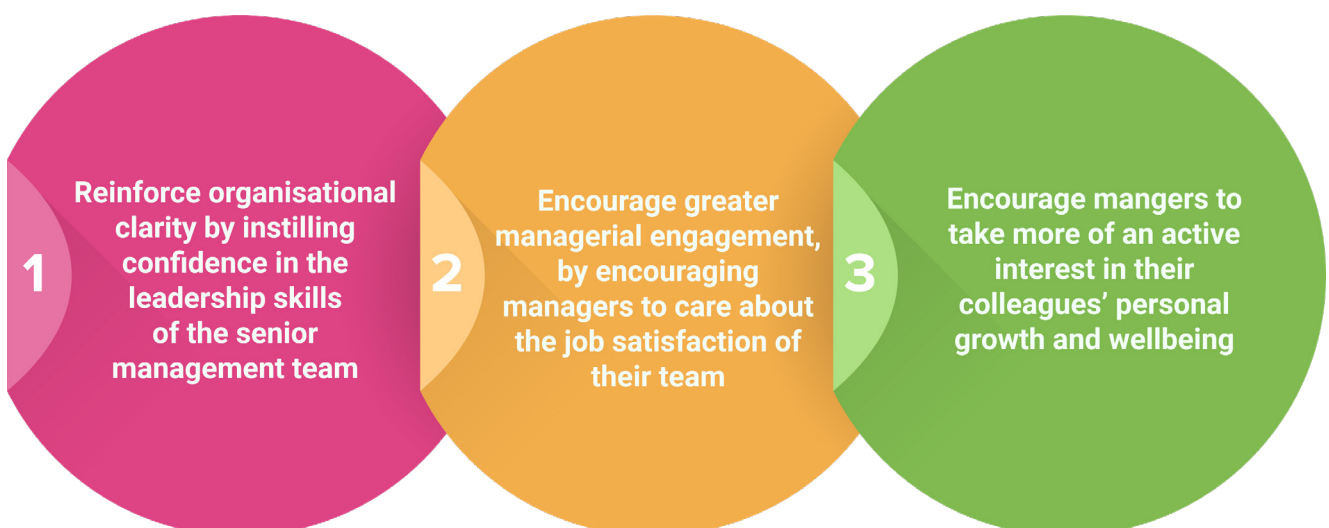 1
Reinforce organisational
clarity by instilling
confidence in the
leadership skills
of the senior
management team
2
Encourage greater
managerial engagement,
by encouraging
managers to care about
the job satisfaction of
their team
3
Encourage mangers to
take more of an active
interest in their
colleagues’ personal
growth and wellbeing